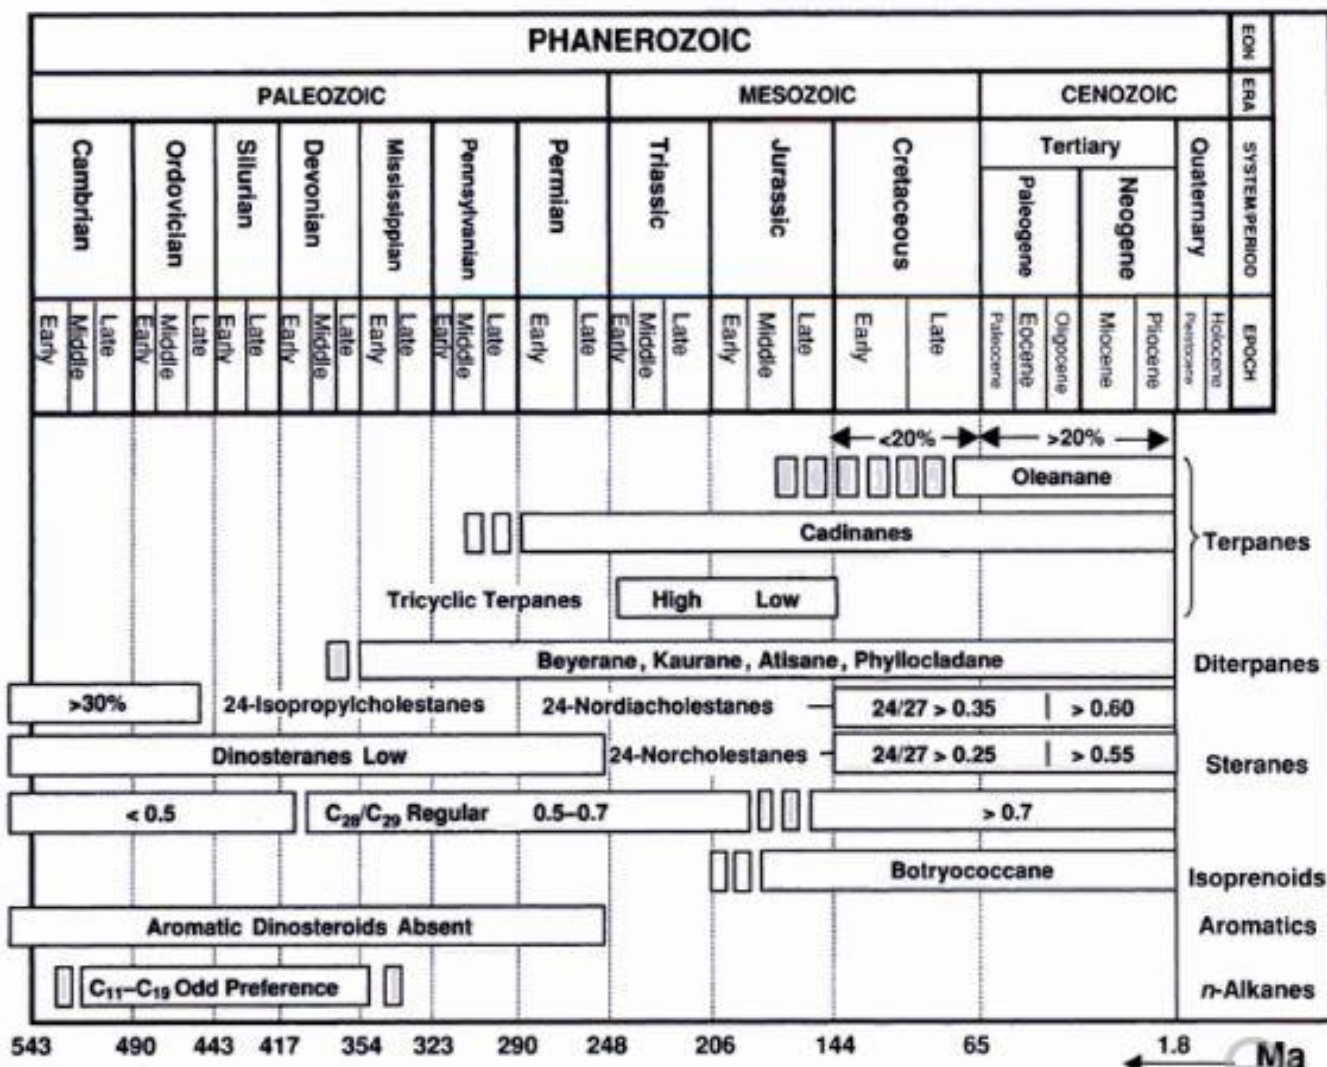 PHANEROZOIC
EON
PALEOZOIC
MESOZOIC
CENOZOIC
ERA
Cambrian
Ordovician
Silurian
Devonian
Mississippian
Pennsylvanian
Permian
Triassic
Jurassic
Cretaceous
Tertiary
Paleogene
Neogene
Quaternary
SYSTEM/PERIOD
Early
Middle
Late
Early
Middle
Late
Early
Late
Early
Middle
Late
Early
Late
Early
Middle
Late
Early
Late
Early
Middle
Late
Early
Middle
Late
Early
Late
Paleocene
Eocene
Oligocene
Miocene
Pliocene
Pleistocene
Holocene
EPOCH
<20%
>20%
Oleanane
Cadinanes
Terpanes
Tricyclic Terpanes
High Low
Beyerane, Kaurane, Atisane, Phyllocladane
Diterpanes
>30%
24-Isopropylcholestanes
24-Nordiacholestanes
24/27 > 0.35 | > 0.60
Dinosteranes Low
24-Norcholestanes
24/27 > 0.25 | > 0.55
Steranes
< 0.5
C28/C29 Regular 0.5–0.7
> 0.7
Botryococcane
Isoprenoids
Aromatic Dinosteroids Absent
Aromatics
C11–C19 Odd Preference
n-Alkanes
543 490 443 417 354 323 290 248 206 144 65 1.8 Ma